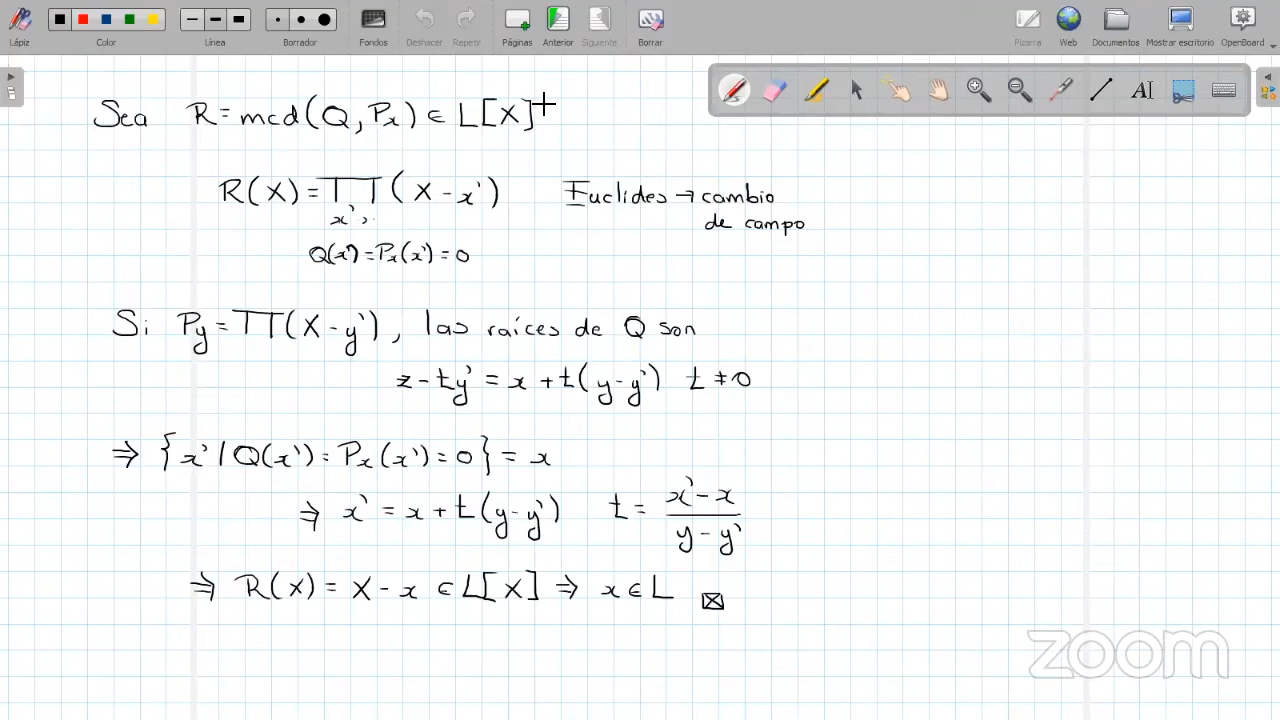 Lápiz
Color
Línea
Borrador
Fondos
Deshacer
Repetir
Páginas
Anterior
Siguiente
Borrar
Pizarra
Web
Documentos
Mostrar escritorio
OpenBoard
Sea R = mcd(Q, Px) ∈ L[X]
R(X) = ∏ (X - x')
x',
Q(x') = Px(x') = 0
Euclides → cambio
de campo
Si Py = ∏(X - y'), las raíces de Q son
z - ty' = x + t(y - y') t ≠ 0
⇒ {x' / Q(x') = Px(x') = 0} = x
⇒ x' = x + t(y - y') t = (x' - x)/(y - y')
⇒ R(X) = X - x ∈ L[X] ⇒ x ∈ L ☒
zoom